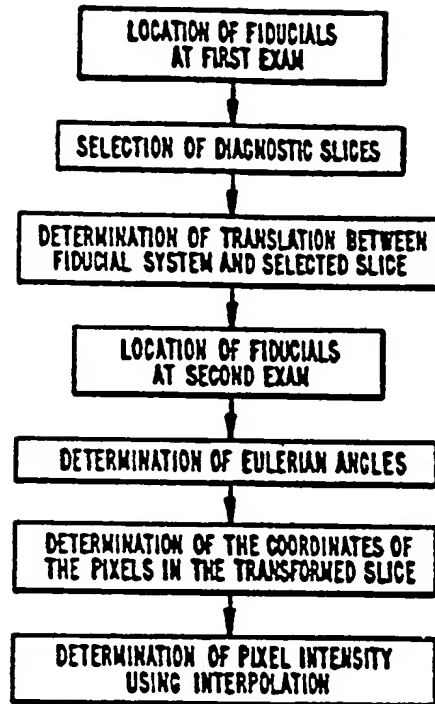 LOCATION OF FIDUCIALS
AT FIRST EXAM
SELECTION OF DIAGNOSTIC SLICES
DETERMINATION OF TRANSLATION BETWEEN
FIDUCIAL SYSTEM AND SELECTED SLICE
LOCATION OF FIDUCIALS
AT SECOND EXAM
DETERMINATION OF EULERIAN ANGLES
DETERMINATION OF THE COORDINATES OF
THE PIXELS IN THE TRANSFORMED SLICE
DETERMINATION OF PIXEL INTENSITY
USING INTERPOLATION